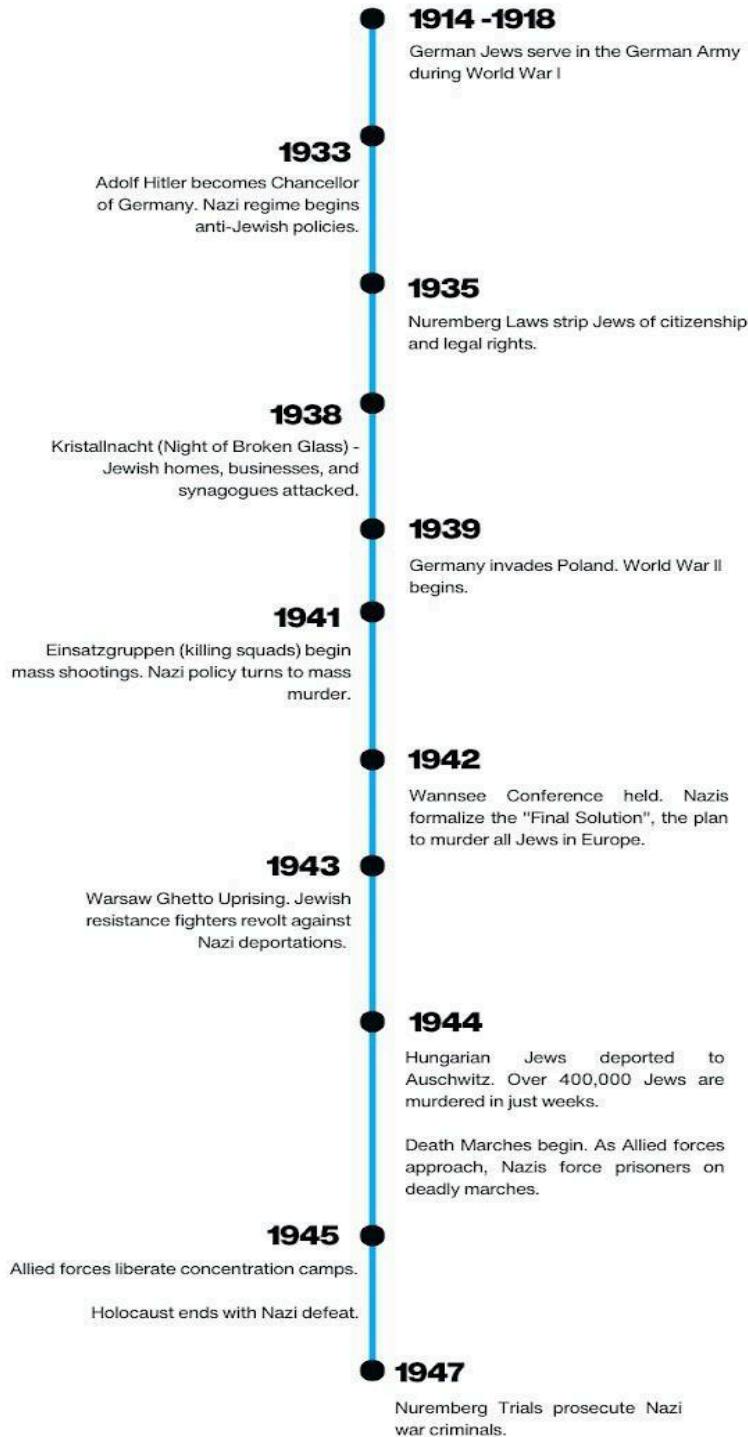 1914 -1918
German Jews serve in the German Army
during World War I
1933
Adolf Hitler becomes Chancellor
of Germany. Nazi regime begins
anti-Jewish policies.
1935
Nuremberg Laws strip Jews of citizenship
and legal rights.
1938
Kristallnacht (Night of Broken Glass) -
Jewish homes, businesses, and
synagogues attacked.
1939
Germany invades Poland. World War II
begins.
1941
Einsatzgruppen (killing squads) begin
mass shootings. Nazi policy turns to mass
murder.
1942
Wannsee Conference held. Nazis
formalize the "Final Solution", the plan
to murder all Jews in Europe.
1943
Warsaw Ghetto Uprising. Jewish
resistance fighters revolt against
Nazi deportations.
1944
Hungarian Jews deported to
Auschwitz. Over 400,000 Jews are
murdered in just weeks.
Death Marches begin. As Allied forces
approach, Nazis force prisoners on
deadly marches.
1945
Allied forces liberate concentration camps.
Holocaust ends with Nazi defeat.
1947
Nuremberg Trials prosecute Nazi
war criminals.